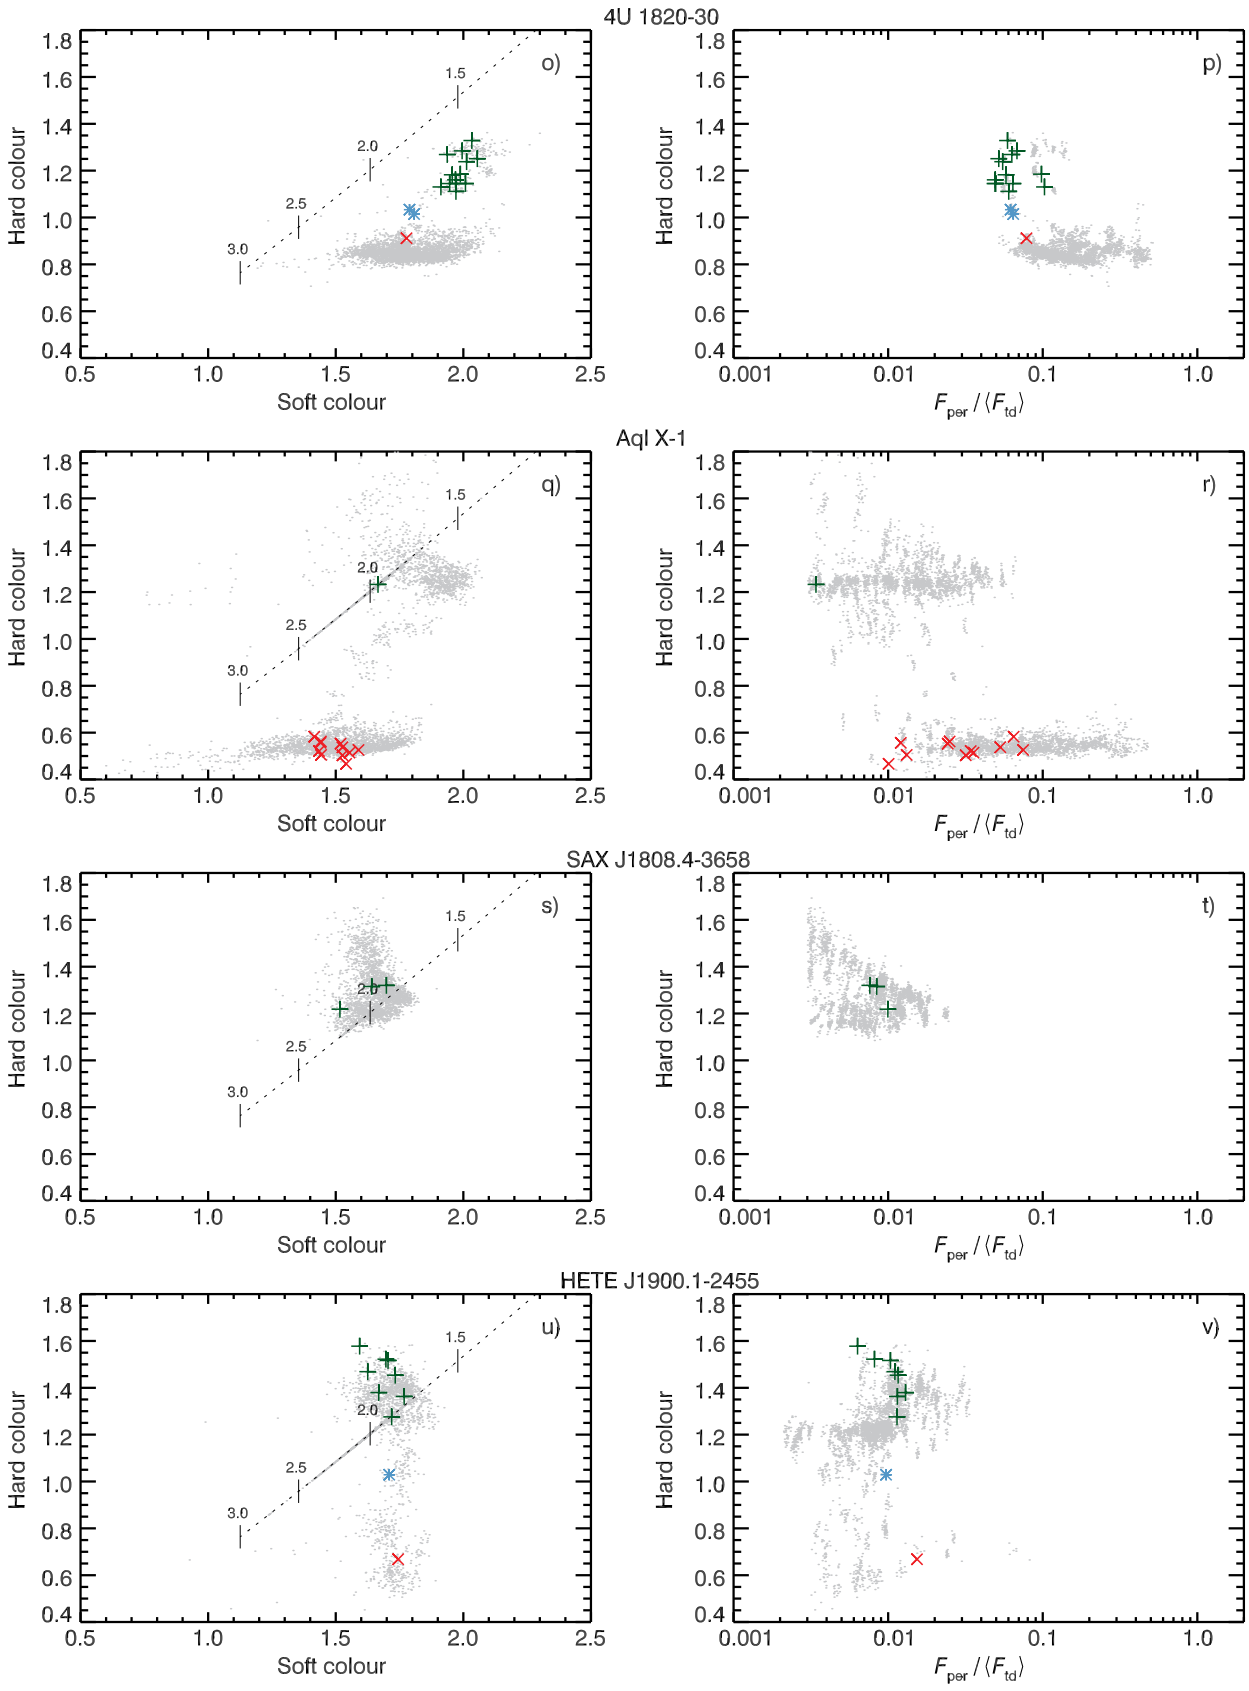 4U 1820-30
Hard colour
1.8
1.6
1.4
1.2
1.0
0.8
0.6
0.4
o)
1.5
2.0
2.5
3.0
0.5 1.0 1.5 2.0 2.5
Soft colour
Hard colour
1.8
1.6
1.4
1.2
1.0
0.8
0.6
0.4
p)
0.001 0.01 0.1 1.0
Fper / ⟨Ftd⟩
Aql X-1
Hard colour
1.8
1.6
1.4
1.2
1.0
0.8
0.6
0.4
q)
1.5
2.0
2.5
3.0
0.5 1.0 1.5 2.0 2.5
Soft colour
Hard colour
1.8
1.6
1.4
1.2
1.0
0.8
0.6
0.4
r)
0.001 0.01 0.1 1.0
Fper / ⟨Ftd⟩
SAX J1808.4-3658
Hard colour
1.8
1.6
1.4
1.2
1.0
0.8
0.6
0.4
s)
1.5
2.0
2.5
3.0
0.5 1.0 1.5 2.0 2.5
Soft colour
Hard colour
1.8
1.6
1.4
1.2
1.0
0.8
0.6
0.4
t)
0.001 0.01 0.1 1.0
Fper / ⟨Ftd⟩
HETE J1900.1-2455
Hard colour
1.8
1.6
1.4
1.2
1.0
0.8
0.6
0.4
u)
1.5
2.0
2.5
3.0
0.5 1.0 1.5 2.0 2.5
Soft colour
Hard colour
1.8
1.6
1.4
1.2
1.0
0.8
0.6
0.4
v)
0.001 0.01 0.1 1.0
Fper / ⟨Ftd⟩